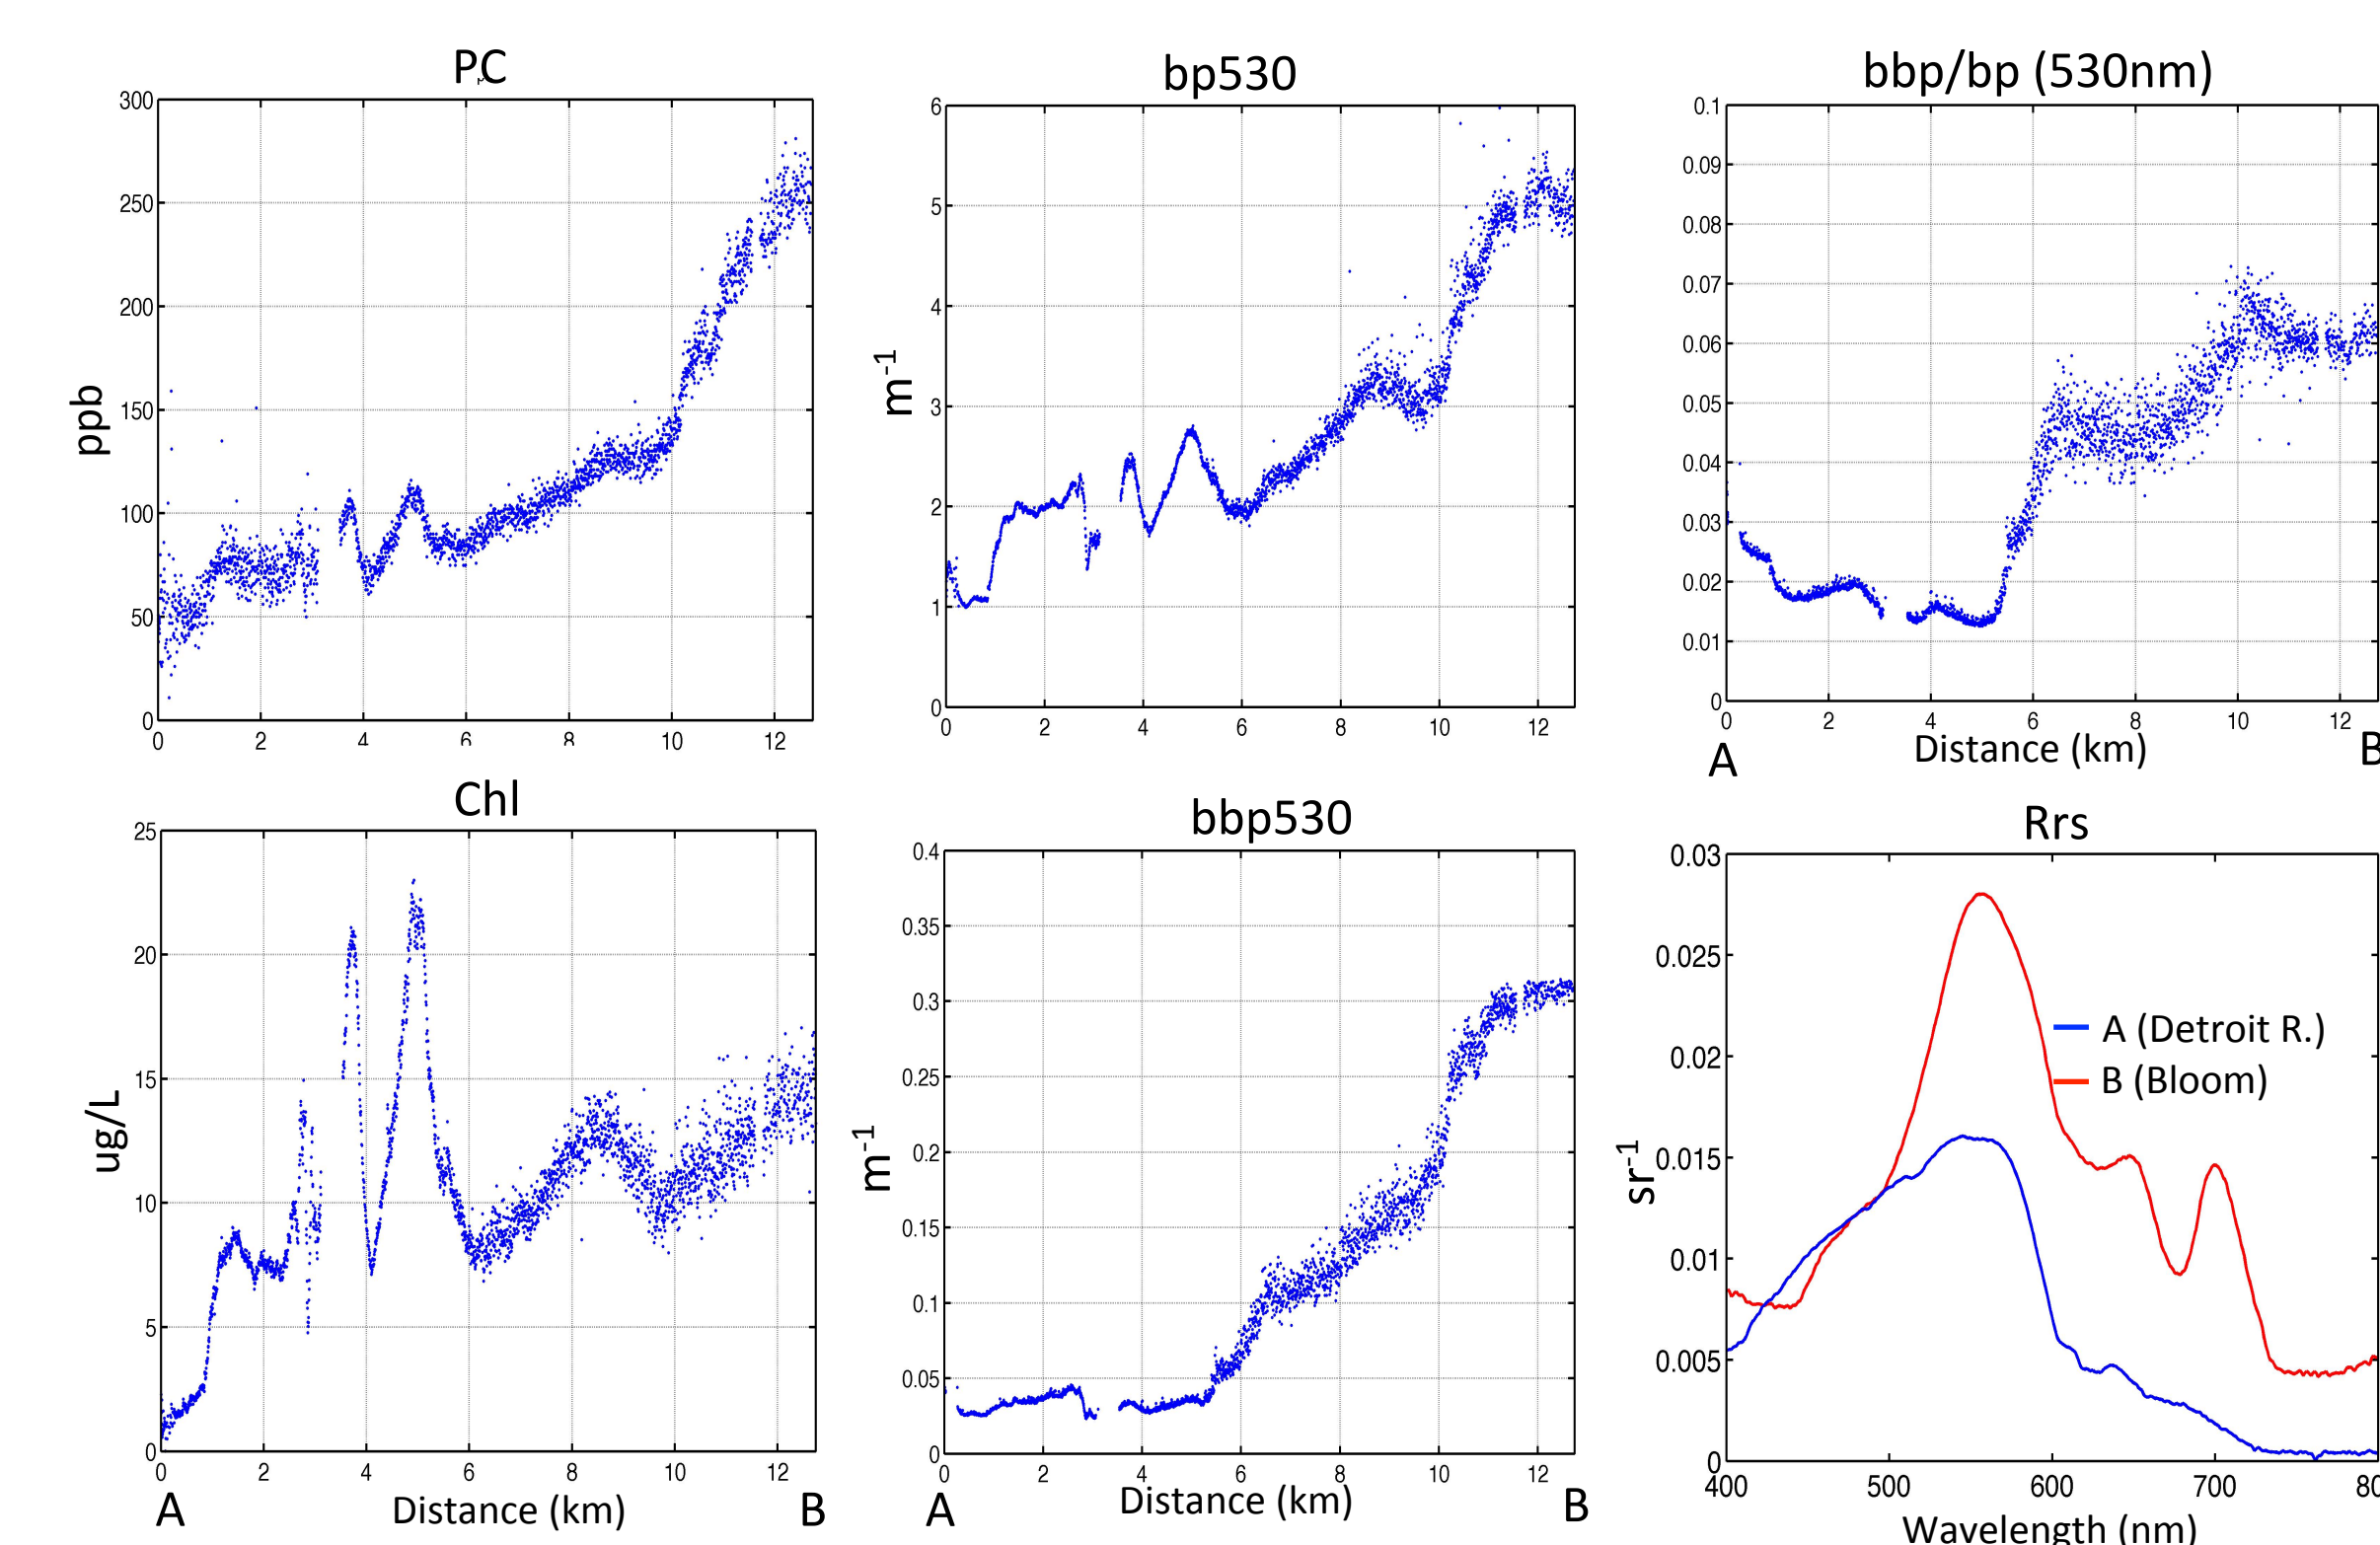 PC
300
250
200
150
100
50
0
ppb
0 2 4 6 8 10 12
bp530
6
5
4
3
2
1
0
m-1
0 2 4 6 8 10 12
bbp/bp (530nm)
0.1
0.09
0.08
0.07
0.06
0.05
0.04
0.03
0.02
0.01
0
0 2 4 6 8 10 12
A Distance (km) B
Chl
25
20
15
10
5
0
ug/L
0 2 4 6 8 10 12
A Distance (km) B
bbp530
0.4
0.35
0.3
0.25
0.2
0.15
0.1
0.05
0
m-1
0 2 4 6 8 10 12
A Distance (km) B
Rrs
0.03
0.025
0.02
0.015
0.01
0.005
0
sr-1
A (Detroit R.)
B (Bloom)
400 500 600 700 80
Wavelength (nm)